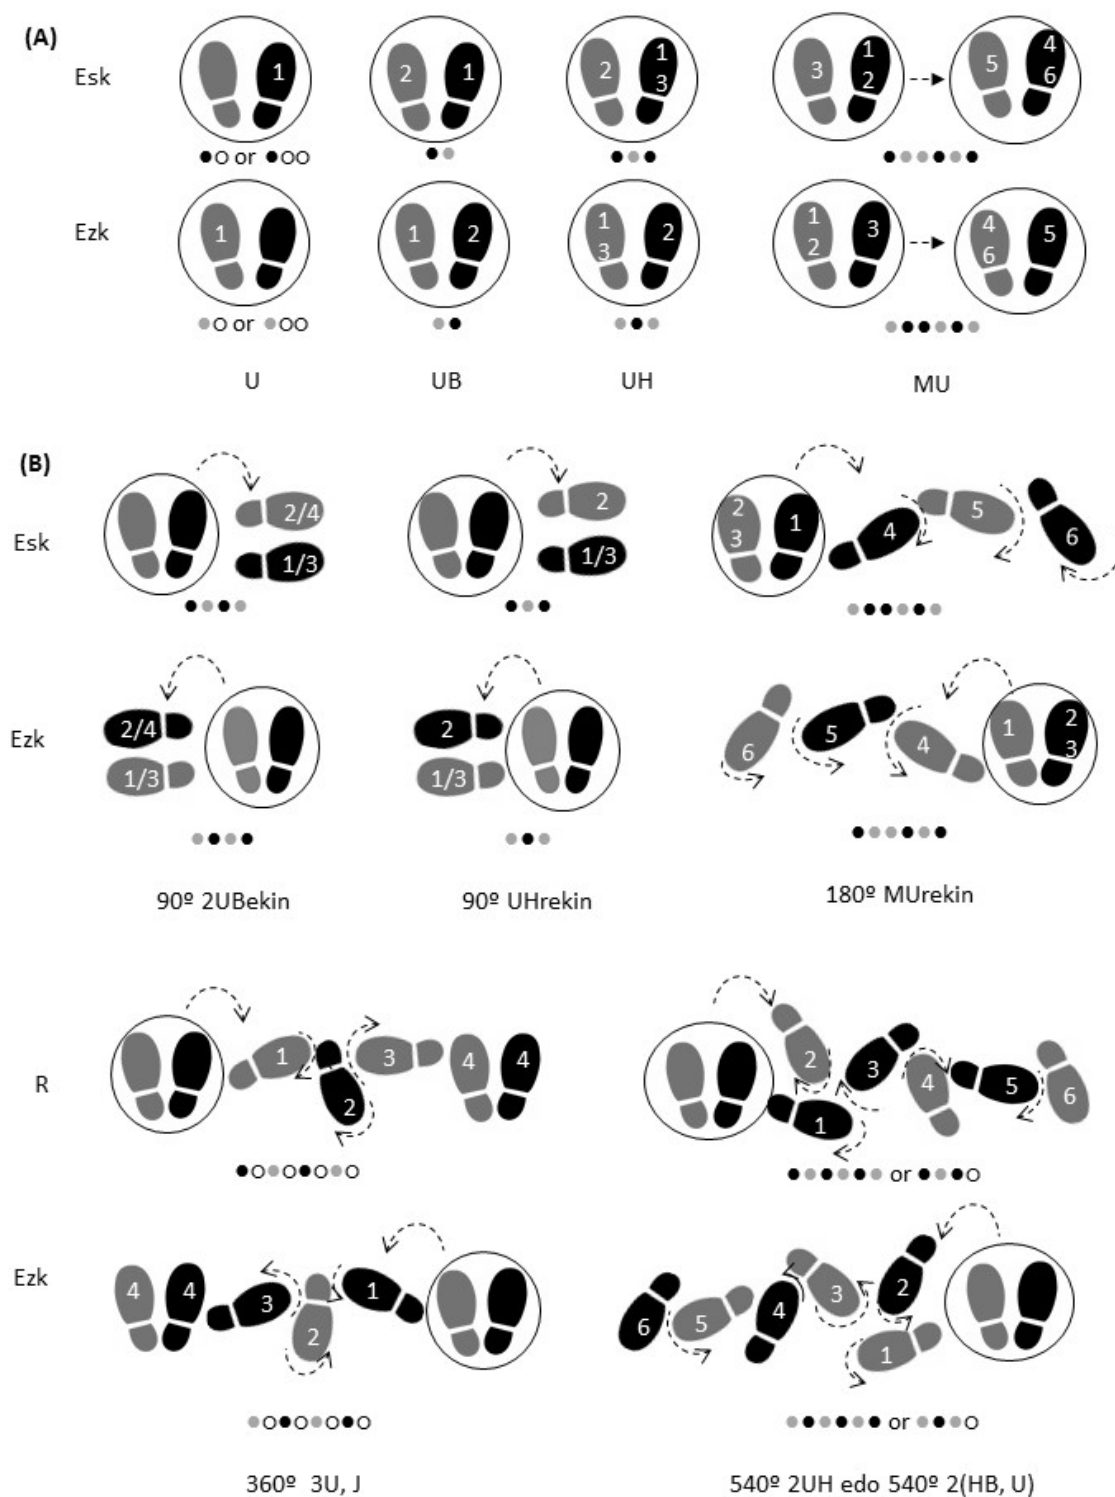 (A)
Esk
1
2 1
2 1 3
3 1 2
5 4 6
or
Ezk
1
1 2
1 3 2
1 2 3
4 6 5
or
U UB UH MU
(B)
Esk
2/4
1/3
2
1/3
2 3 1 4 5 6
Ezk
2/4
1/3
2
1/3
6 5 4 1 2 3
90º 2UBekin 90º UHrekin 180º MUrekin
R
1 2 3 4 4
1 2 3 4 5 6
or
Ezk
4 4 3 2 1
6 5 4 3 2 1
or
360º 3U, J 540º 2UH edo 540º 2(HB, U)